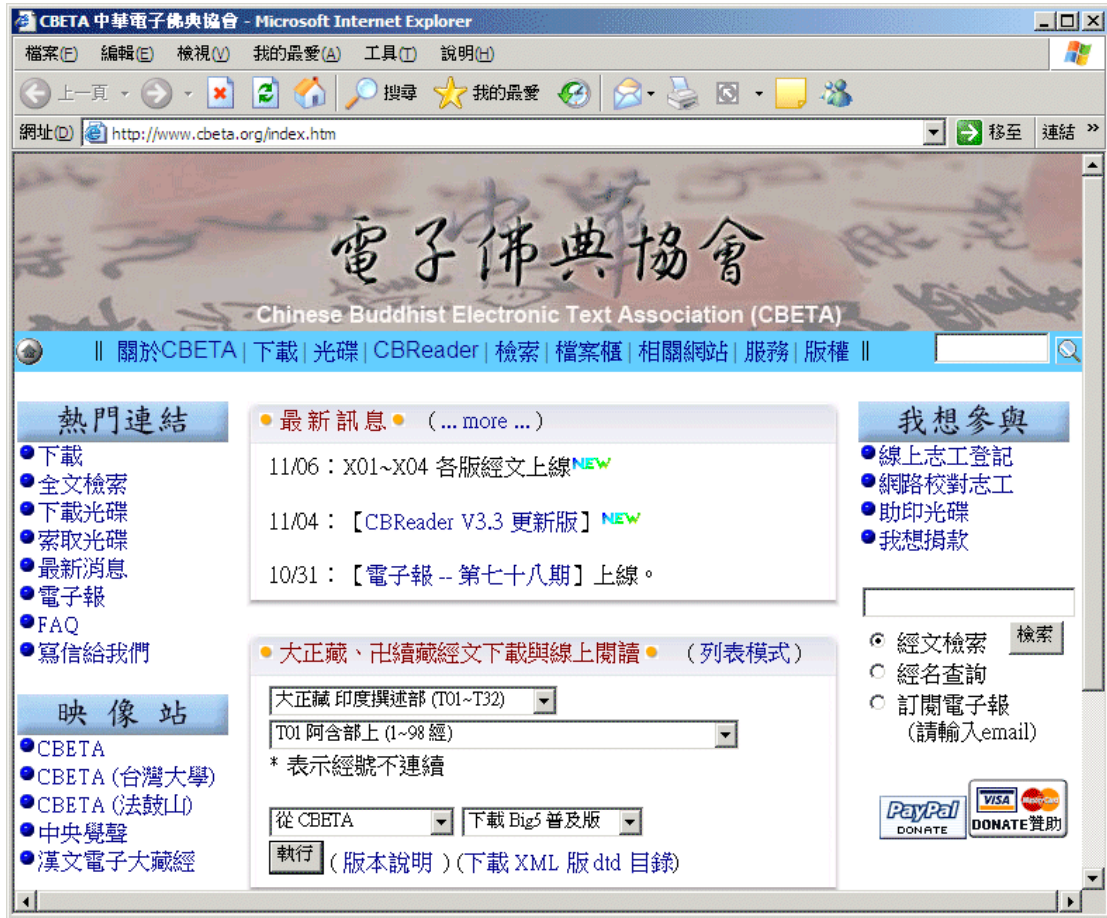 CBETA 中華電子佛典協會 - Microsoft Internet Explorer
檔案(F) 編輯(E) 檢視(V) 我的最愛(A) 工具(T) 說明(H)
上一頁 搜尋 我的最愛
網址(D) http://www.cbeta.org/index.htm 移至 連結 »
電子佛典協會
Chinese Buddhist Electronic Text Association (CBETA)
|| 關於CBETA | 下載 | 光碟 | CBReader | 檢索 | 檔案櫃 | 相關網站 | 服務 | 版權 ||
熱門連結
下載
全文檢索
下載光碟
索取光碟
最新消息
電子報
FAQ
寫信給我們
映像站
CBETA
CBETA (台灣大學)
CBETA (法鼓山)
中央覺聲
漢文電子大藏經
最新訊息 (... more ...)
11/06：X01~X04 各版經文上線NEW
11/04：【CBReader V3.3 更新版】NEW
10/31：【電子報 -- 第七十八期】上線。
大正藏、卍續藏經文下載與線上閱讀 (列表模式)
大正藏 印度撰述部 (T01~T32)
T01 阿含部上 (1~98 經)
* 表示經號不連續
從 CBETA 下載 Big5 普及版
執行 ( 版本說明 ) (下載 XML 版 dtd 目錄)
我想參與
線上志工登記
網路校對志工
助印光碟
我想捐款
經文檢索 檢索
經名查詢
訂閱電子報
(請輸入email)
PayPal
DONATE
VISA MasterCard
DONATE贊助